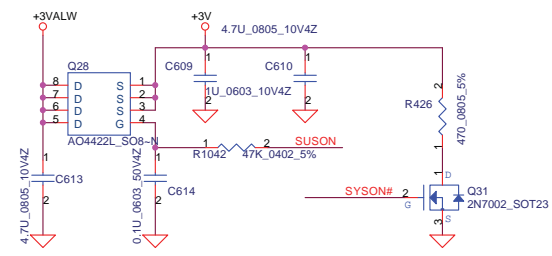 +3VALW
+3V
4.7U_0805_10V4Z
Q28
8 D S 1
7 D S 2
6 D S 3
5 D G 4
AO4422L_SO8~N
1
C609
2
1U_0603_10V4Z
1
C610
2
2
R426
470_0805_5%
1
1
C613
2
4.7U_0805_10V4Z
1
C614
2
0.1U_0603_50V4Z
1 2 SUSON
R1042 47K_0402_5%
SYSON# 2
G
1 D
Q31
2N7002_SOT23
3 S